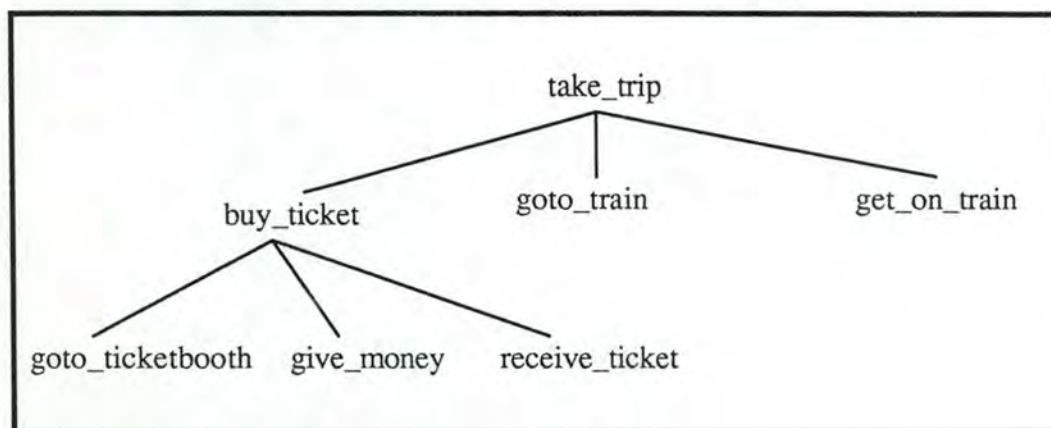 take_trip
buy_ticket goto_train get_on_train
goto_ticketbooth give_money receive_ticket